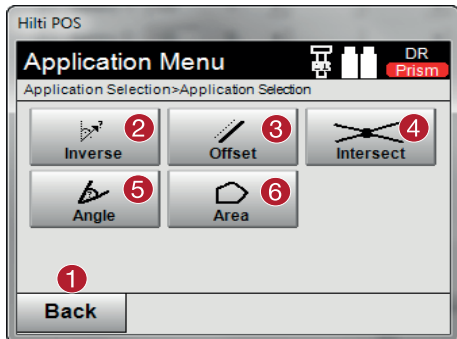 Hilti POS
Application Menu
DR
Prism
Application Selection>Application Selection
2
Inverse
3
Offset
4
Intersect
5
Angle
6
Area
1
Back